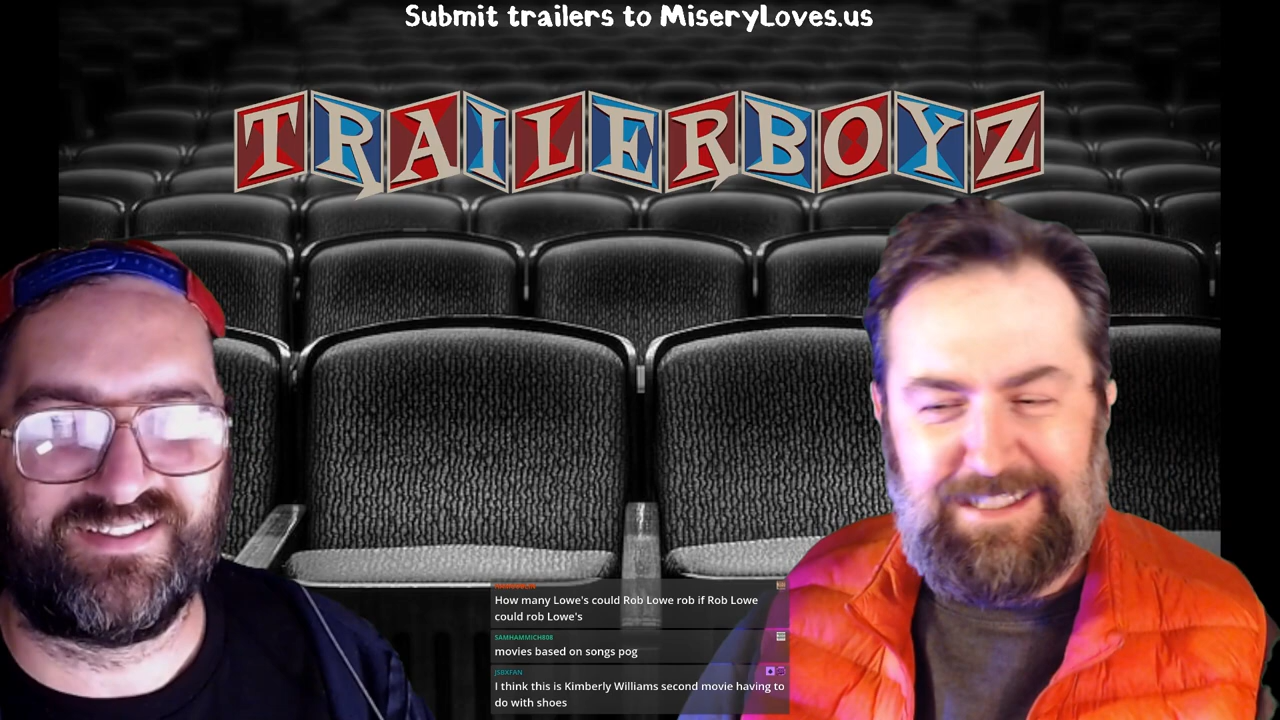 Submit trailers to MiseryLoves.us
TRAILERBOYZ
How many Lowe's could Rob Lowe rob if Rob Lowe
could rob Lowe's
SAMHAMMICH808
movies based on songs pog
JSBXFAN
I think this is Kimberly Williams second movie having to
do with shoes